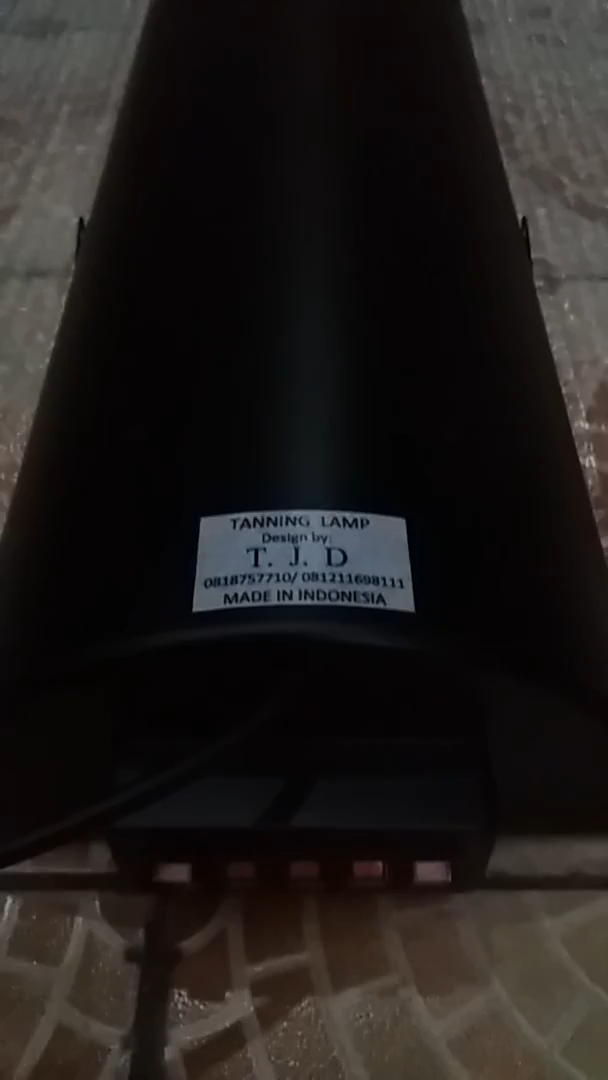 TANNING LAMP
Design by:
T. J. D
0818757710/ 081211698111
MADE IN INDONESIA